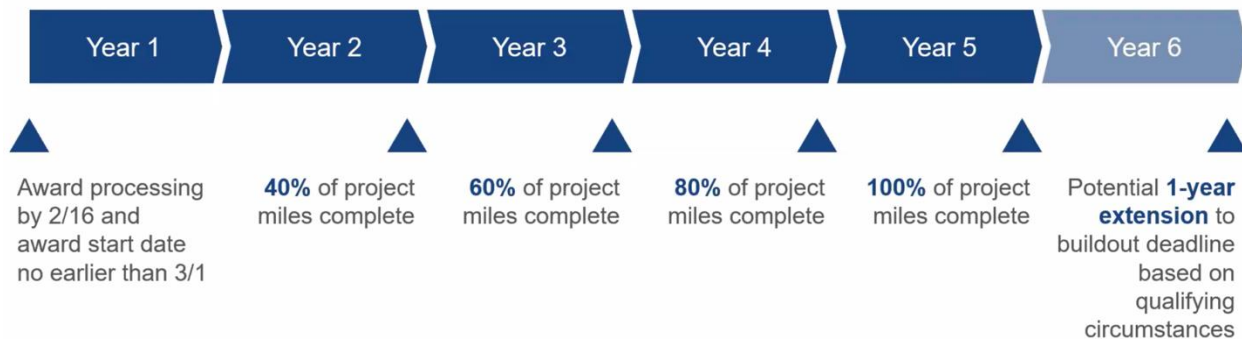 Year 1
Year 2
Year 3
Year 4
Year 5
Year 6
Award processing
by 2/16 and
award start date
no earlier than 3/1
40% of project
miles complete
60% of project
miles complete
80% of project
miles complete
100% of project
miles complete
Potential 1-year
extension to
buildout deadline
based on
qualifying
circumstances